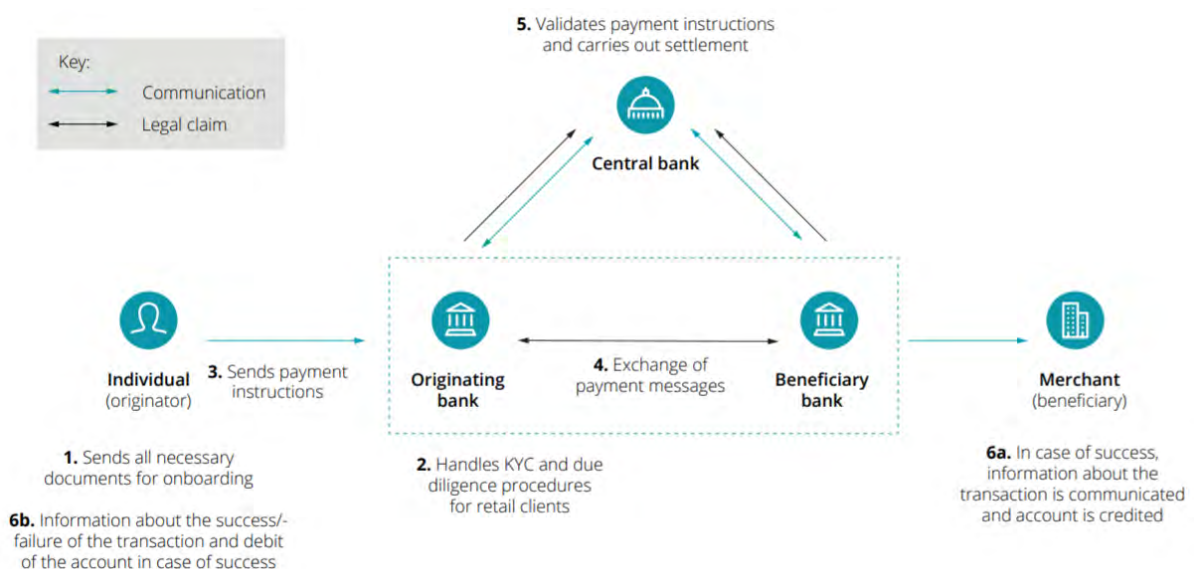 5. Validates payment instructions
and carries out settlement
Key:
Communication
Legal claim
Central bank
Individual
(originator)
3. Sends payment
instructions
Originating
bank
4. Exchange of
payment messages
Beneficiary
bank
Merchant
(beneficiary)
1. Sends all necessary
documents for onboarding
2. Handles KYC and due
diligence procedures
for retail clients
6a. In case of success,
information about the
transaction is communicated
and account is credited
6b. Information about the success/-
failure of the transaction and debit
of the account in case of success